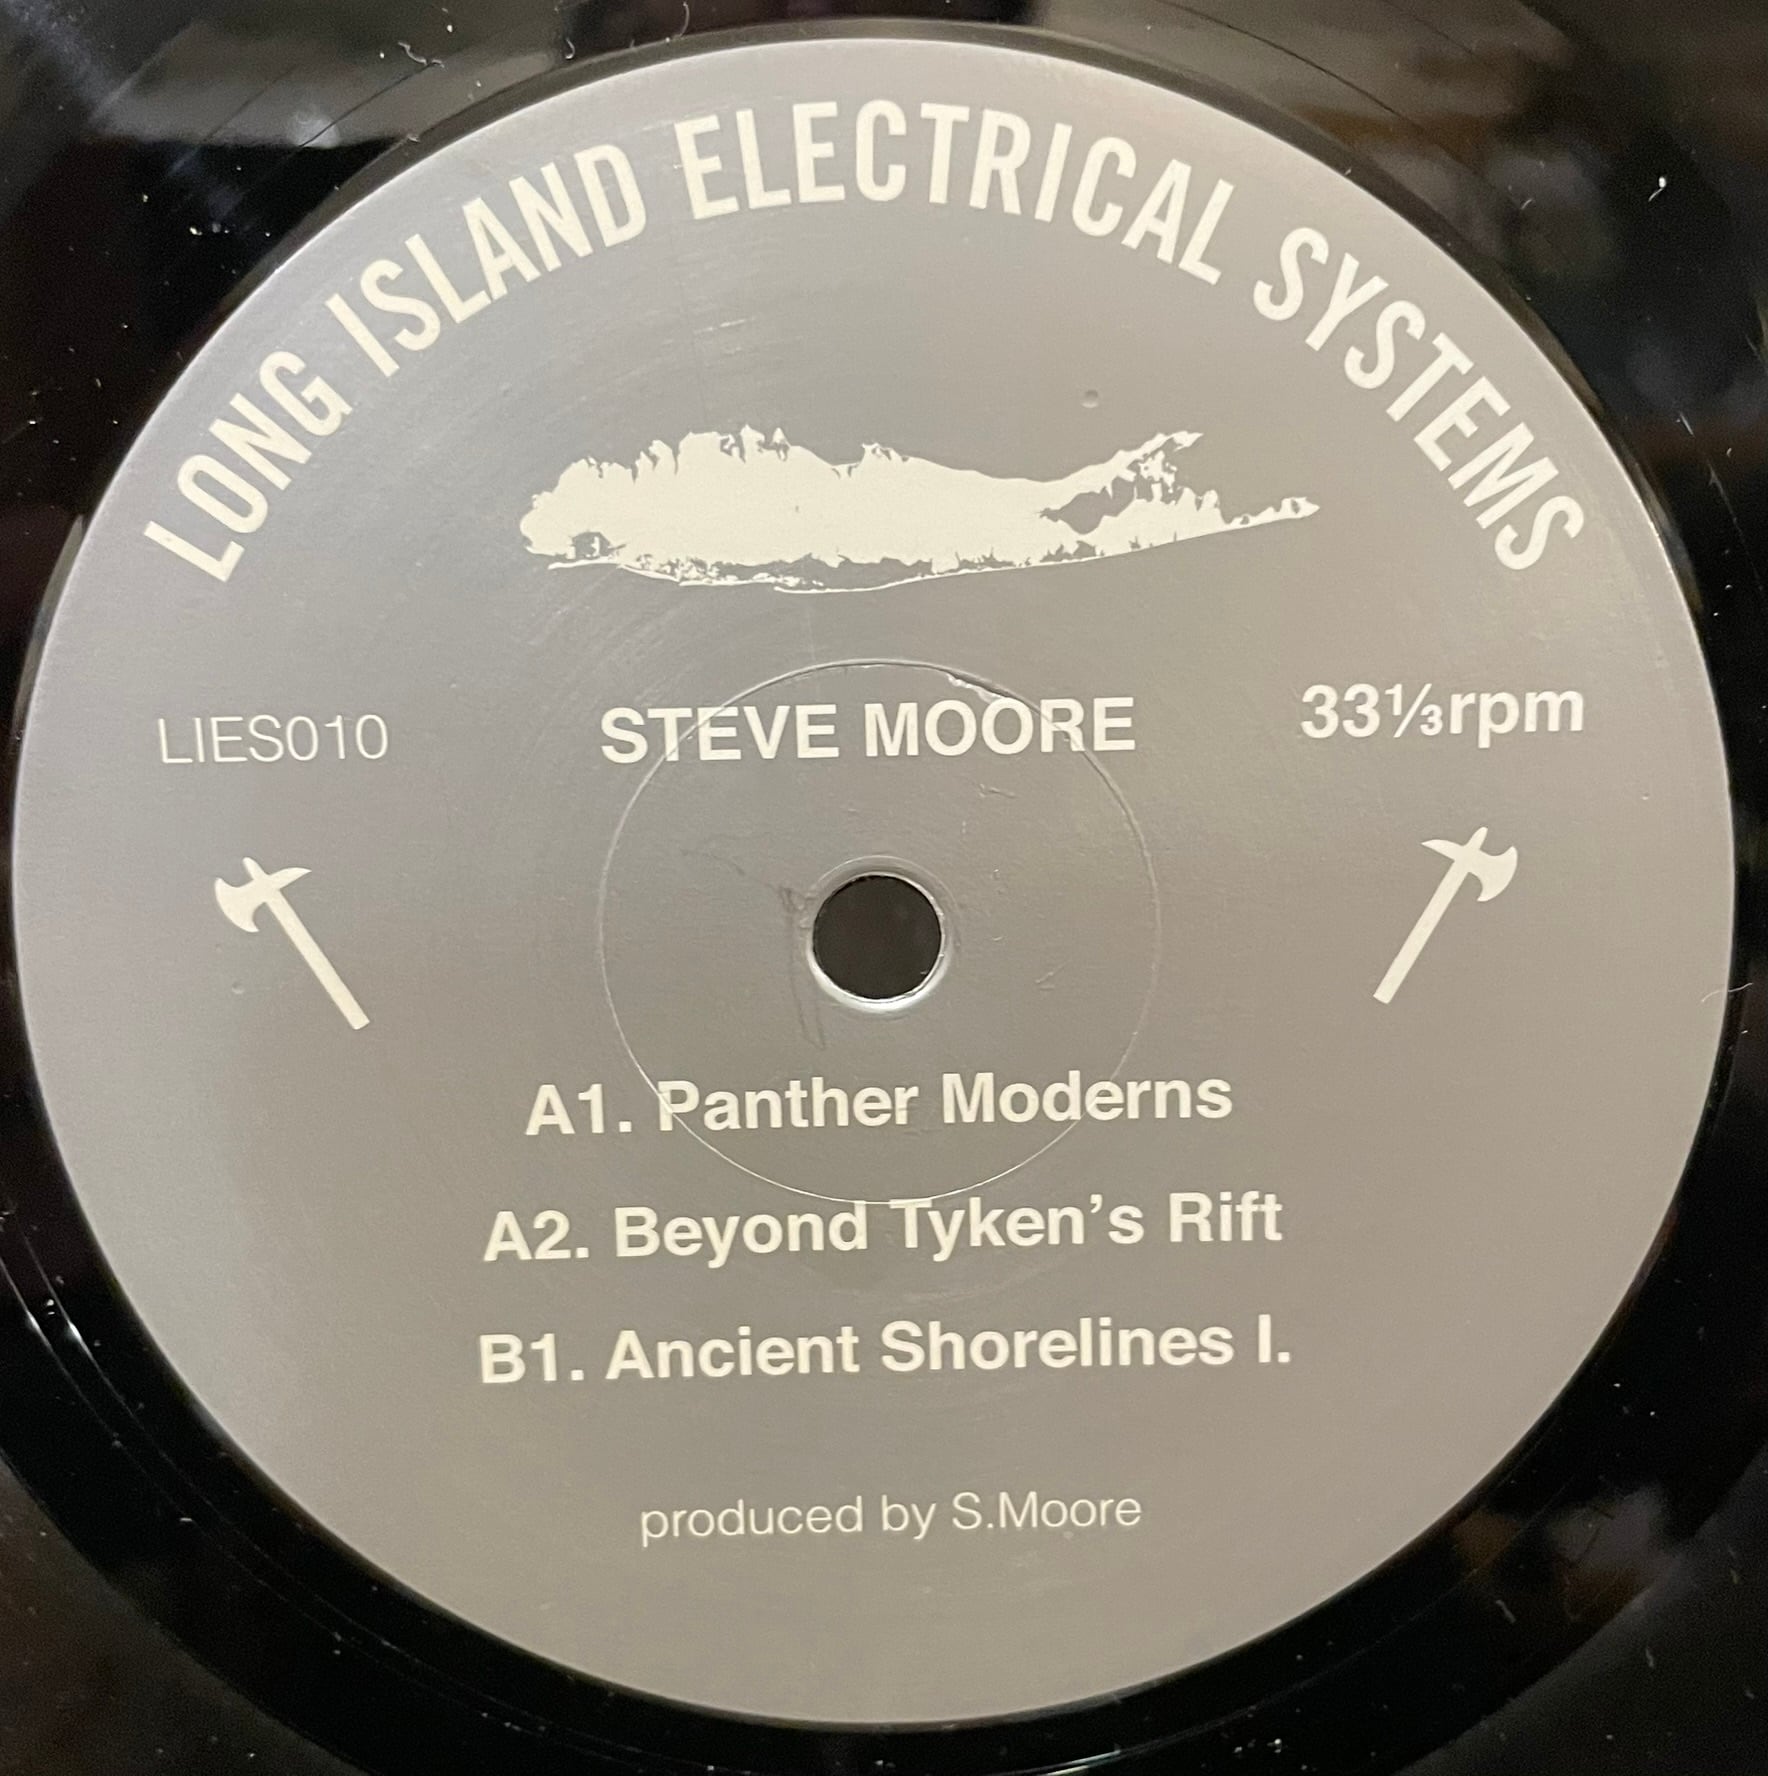 LONG ISLAND ELECTRICAL SYSTEMS
LIES010 STEVE MOORE 33⅓rpm
A1. Panther Moderns
A2. Beyond Tyken’s Rift
B1. Ancient Shorelines I.
produced by S.Moore